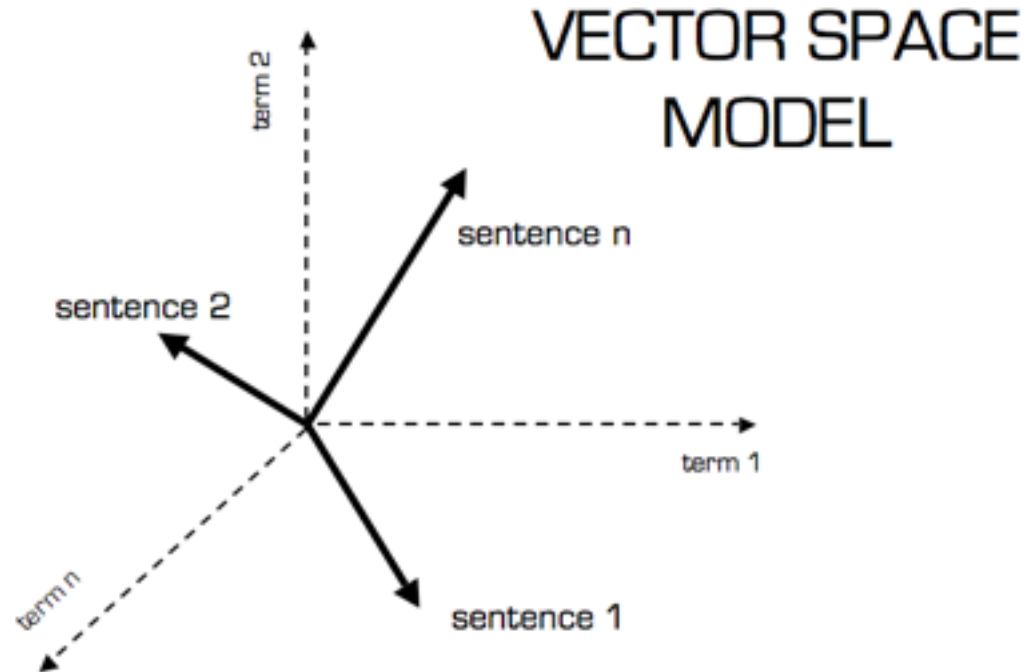 VECTOR SPACE
MODEL
term 2
sentence n
sentence 2
term 1
term n
sentence 1